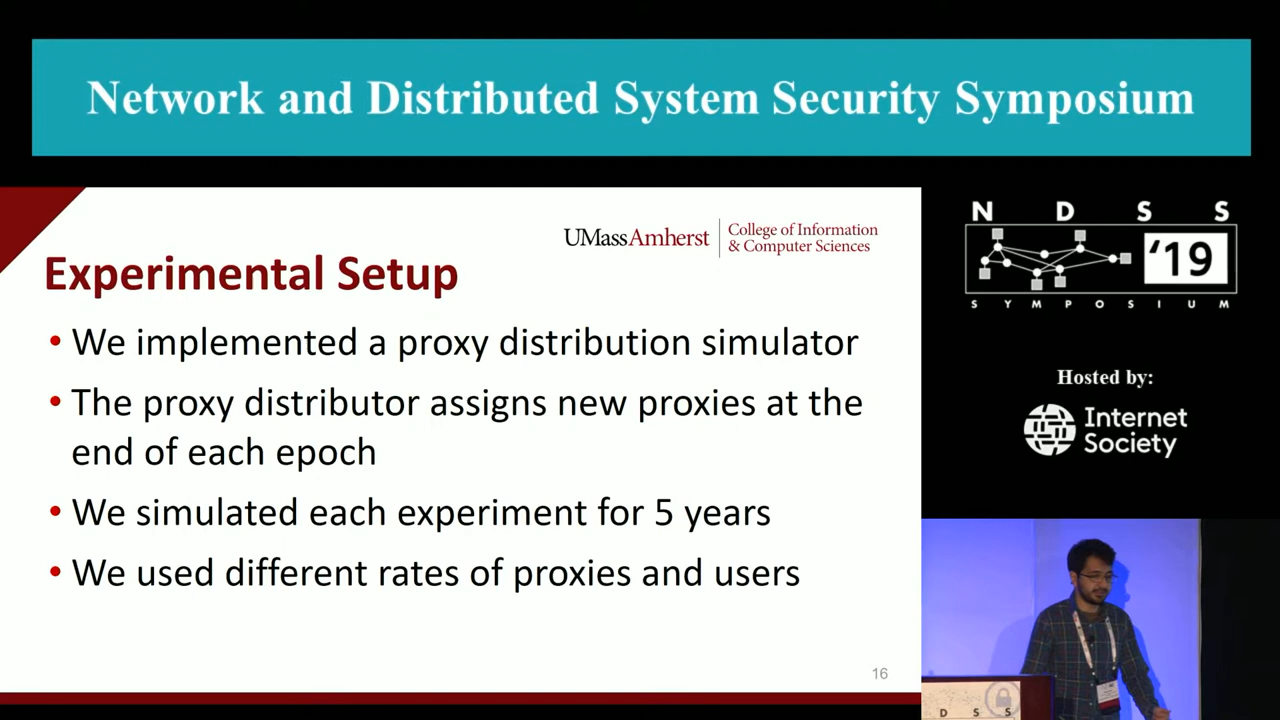 Network and Distributed System Security Symposium
UMassAmherst
College of Information
& Computer Sciences
Experimental Setup
• We implemented a proxy distribution simulator
• The proxy distributor assigns new proxies at the
end of each epoch
• We simulated each experiment for 5 years
• We used different rates of proxies and users
16
N D S S
'19
S Y M P O S I U M
Hosted by:
Internet
Society
D S S